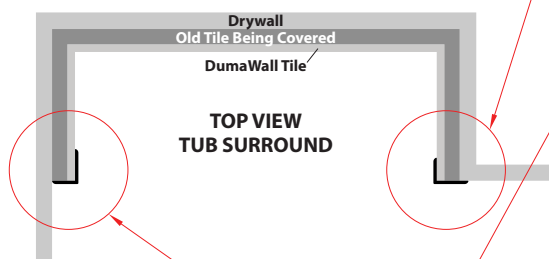 Drywall
Old Tile Being Covered
DumaWall Tile
TOP VIEW
TUB SURROUND